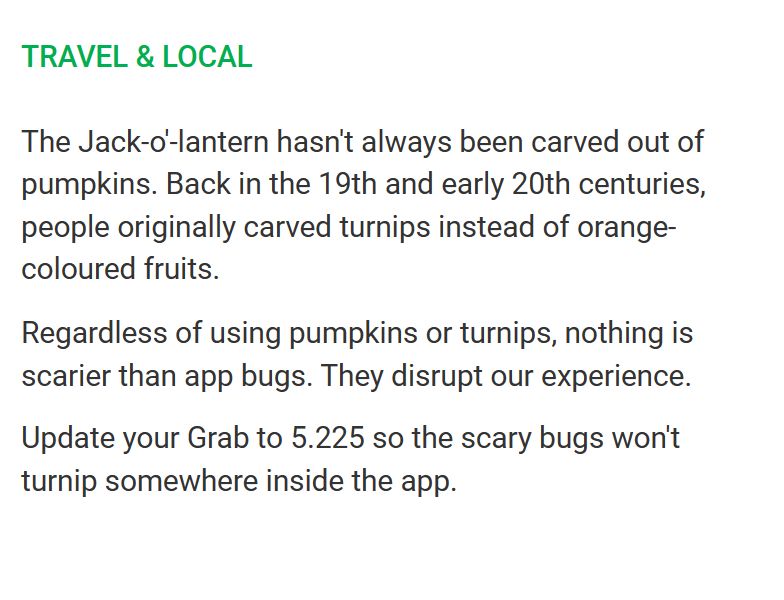 TRAVEL & LOCAL
The Jack-o'-lantern hasn't always been carved out of
pumpkins. Back in the 19th and early 20th centuries,
people originally carved turnips instead of orange-
coloured fruits.
Regardless of using pumpkins or turnips, nothing is
scarier than app bugs. They disrupt our experience.
Update your Grab to 5.225 so the scary bugs won't
turnip somewhere inside the app.